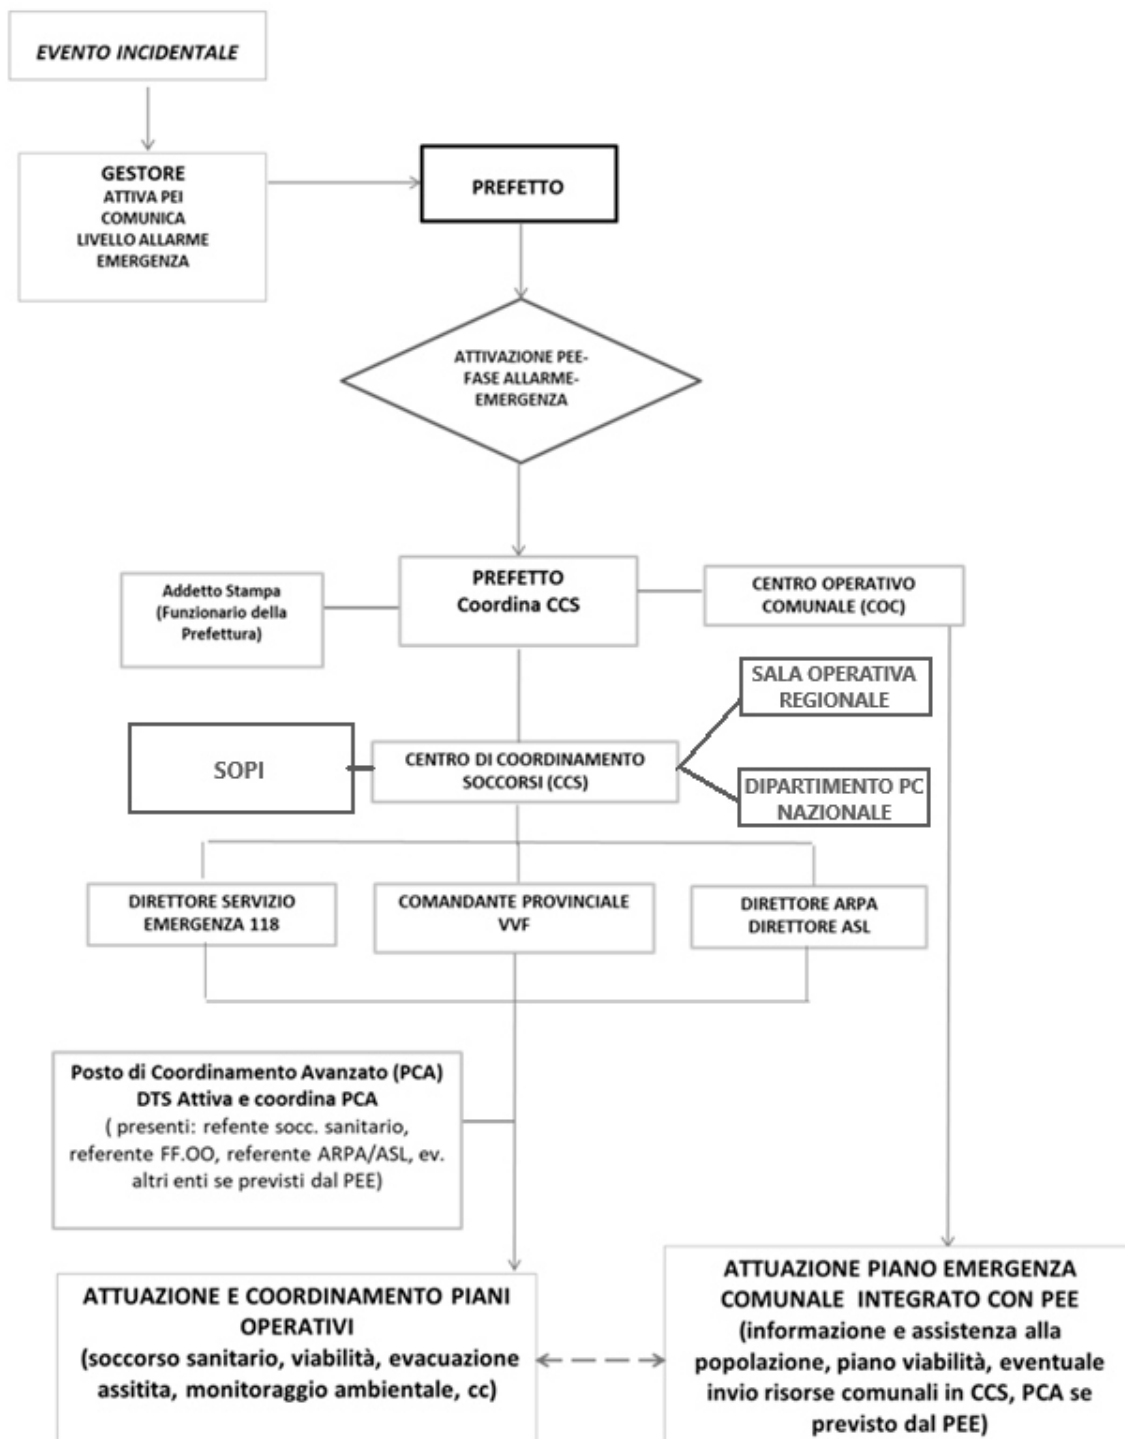 EVENTO INCIDENTALE
GESTORE
ATTIVA PEI
COMUNICA
LIVELLO ALLARME
EMERGENZA
PREFETTO
ATTIVAZIONE PEE-
FASE ALLARME-
EMERGENZA
PREFETTO
Coordina CCS
Addetto Stampa
(Funzionario della
Prefettura)
CENTRO OPERATIVO
COMUNALE (COC)
SALA OPERATIVA
REGIONALE
SOPI
CENTRO DI COORDINAMENTO
SOCCORSI (CCS)
DIPARTIMENTO PC
NAZIONALE
DIRETTORE SERVIZIO
EMERGENZA 118
COMANDANTE PROVINCIALE
VVF
DIRETTORE ARPA
DIRETTORE ASL
Posto di Coordinamento Avanzato (PCA)
DTS Attiva e coordina PCA
( presenti: refente socc. sanitario,
referente FF.OO, referente ARPA/ASL, ev.
altri enti se previsti dal PEE)
ATTUAZIONE E COORDINAMENTO PIANI
OPERATIVI
(soccorso sanitario, viabilità, evacuazione
assitita, monitoraggio ambientale, cc)
ATTUAZIONE PIANO EMERGENZA
COMUNALE INTEGRATO CON PEE
(informazione e assistenza alla
popolazione, piano viabilità, eventuale
invio risorse comunali in CCS, PCA se
previsto dal PEE)